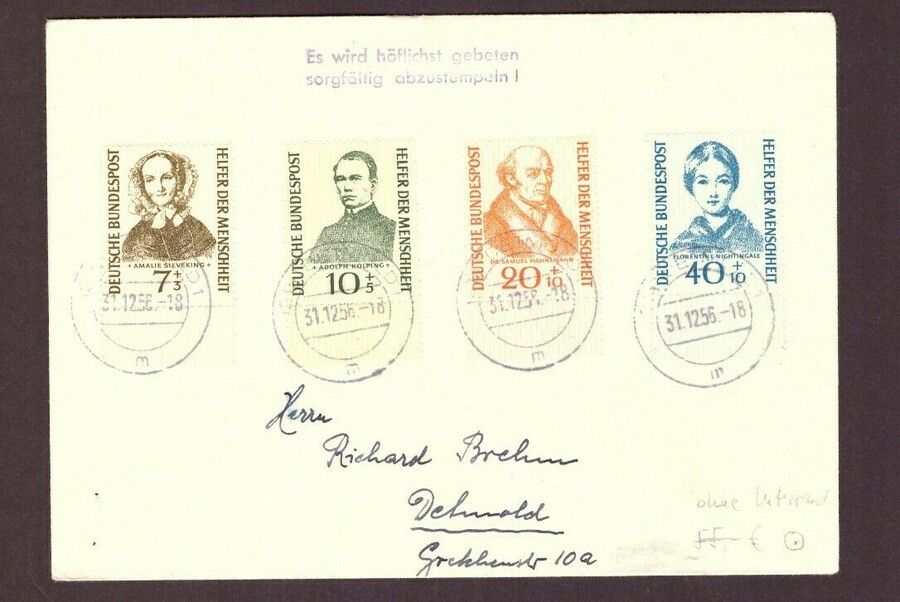 Es wird höflichst gebeten
sorgfältig abzustempeln!
DEUTSCHE BUNDESPOST
HELFER DER MENSCHHEIT
+ AMALIE SIEVEKING +
7+3
DEUTSCHE BUNDESPOST
HELFER DER MENSCHHEIT
+ ADOLPH KOLPING +
10+5
DEUTSCHE BUNDESPOST
HELFER DER MENSCHHEIT
DR. SAMUEL HAHNEMANN
20+10
DEUTSCHE BUNDESPOST
HELFER DER MENSCHHEIT
FLORENTINE NIGHTINGALE
40+10
31.12.56.-18
m
31.12.56.-18
m
31.12.56.-18
m
31.12.56.-18
m
Herrn
Richard Brehm
Detmold
10a
ohne
55,- €